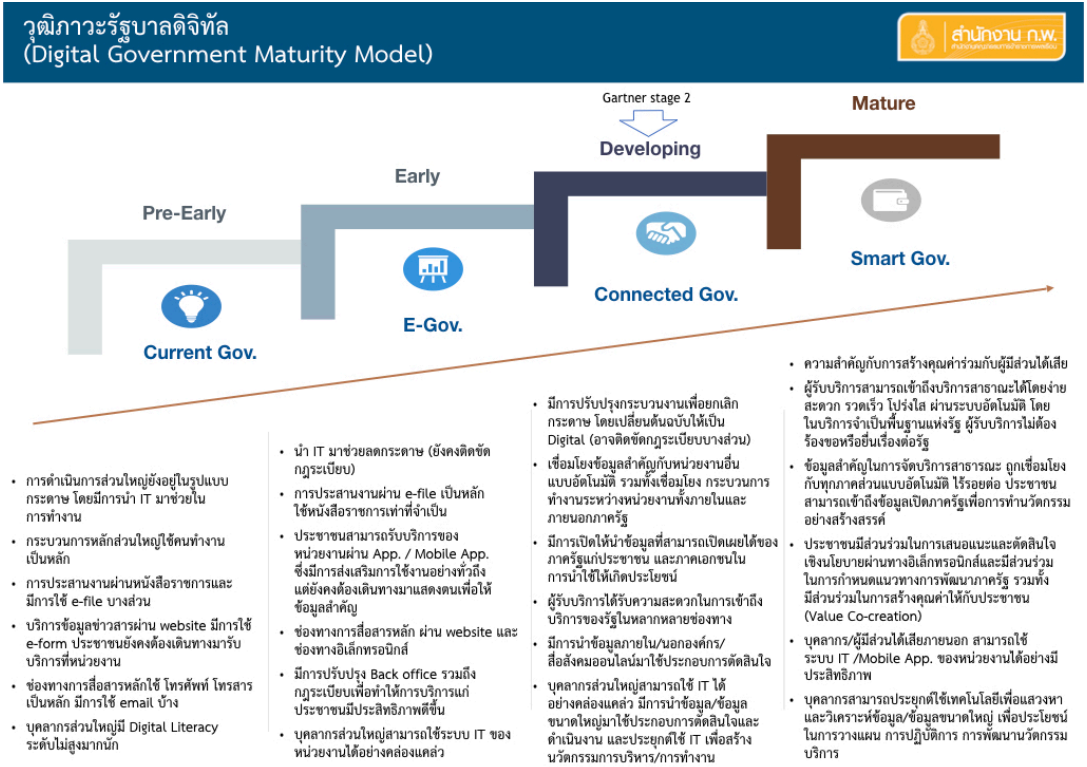 วุฒิภาวะรัฐบาลดิจิทัล
(Digital Government Maturity Model)
สำนักงาน ก.พ.
Gartner stage 2
Mature
Developing
Early
Pre-Early
Smart Gov.
Connected Gov.
E-Gov.
Current Gov.
• การดำเนินการส่วนใหญ่ยังอยู่ในรูปแบบ
กระดาษ โดยมีการนำ IT มาช่วยใน
การทำงาน
• กระบวนการหลักส่วนใหญ่ใช้คนทำงาน
เป็นหลัก
• การประสานงานผ่านหนังสือราชการและ
มีการใช้ e-file บางส่วน
• บริการข้อมูลข่าวสารผ่าน website มีการใช้
e-form ประชาชนยังคงต้องเดินทางมารับ
บริการที่หน่วยงาน
• ช่องทางการสื่อสารหลักใช้ โทรศัพท์ โทรสาร
เป็นหลัก มีการใช้ email บ้าง
• บุคลากรส่วนใหญ่มี Digital Literacy
ระดับไม่สูงมากนัก
• นำ IT มาช่วยลดกระดาษ (ยังคงติดขัด
กฎระเบียบ)
• การประสานงานผ่าน e-file เป็นหลัก
ใช้หนังสือราชการเท่าที่จำเป็น
• ประชาชนสามารถรับบริการของ
หน่วยงานผ่าน App. / Mobile App.
ซึ่งมีการส่งเสริมการใช้งานอย่างทั่วถึง
แต่ยังคงต้องเดินทางมาแสดงตนเพื่อให้
ข้อมูลสำคัญ
• ช่องทางการสื่อสารหลัก ผ่าน website และ
ช่องทางอิเล็กทรอนิกส์
• มีการปรับปรุง Back office รวมถึง
กฎระเบียบเพื่อทำให้การบริการแก่
ประชาชนมีประสิทธิภาพดีขึ้น
• บุคลากรส่วนใหญ่สามารถใช้ระบบ IT ของ
หน่วยงานได้อย่างคล่องแคล่ว
• มีการปรับปรุงกระบวนงานเพื่อยกเลิก
กระดาษ โดยเปลี่ยนต้นฉบับให้เป็น
Digital (อาจติดขัดกฎระเบียบบางส่วน)
• เชื่อมโยงข้อมูลสำคัญกับหน่วยงานอื่น
แบบอัตโนมัติ รวมทั้งเชื่อมโยง กระบวนการ
ทำงานระหว่างหน่วยงานทั้งภายในและ
ภายนอกภาครัฐ
• มีการเปิดให้นำข้อมูลที่สามารถเปิดเผยได้ของ
ภาครัฐแก่ประชาชน และภาคเอกชนใน
การนำใช้ให้เกิดประโยชน์
• ผู้รับบริการได้รับความสะดวกในการเข้าถึง
บริการของรัฐในหลากหลายช่องทาง
• มีการนำข้อมูลภายใน/นอกองค์กร/
สื่อสังคมออนไลน์มาใช้ประกอบการตัดสินใจ
• บุคลากรส่วนใหญ่สามารถใช้ IT ได้
อย่างคล่องแคล่ว มีการนำข้อมูล/ข้อมูล
ขนาดใหญ่มาใช้ประกอบการตัดสินใจและ
ดำเนินงาน และประยุกต์ใช้ IT เพื่อสร้าง
นวัตกรรมการบริหาร/การทำงาน
• ความสำคัญกับการสร้างคุณค่าร่วมกับผู้มีส่วนได้เสีย
• ผู้รับบริการสามารถเข้าถึงบริการสาธาณะได้โดยง่าย
สะดวก รวดเร็ว โปร่งใส ผ่านระบบอัตโนมัติ โดย
ในบริการจำเป็นพื้นฐานแห่งรัฐ ผู้รับบริการไม่ต้อง
ร้องขอหรือยื่นเรื่องต่อรัฐ
• ข้อมูลสำคัญในการจัดบริการสาธารณะ ถูกเชื่อมโยง
กับทุกภาคส่วนแบบอัตโนมัติ ไร้รอยต่อ ประชาชน
สามารถเข้าถึงข้อมูลเปิดภาครัฐเพื่อการทำนวัตกรรม
อย่างสร้างสรรค์
• ประชาชนมีส่วนร่วมในการเสนอแนะและตัดสินใจ
เชิงนโยบายผ่านทางอิเล็กทรอนิกส์และมีส่วนร่วม
ในการกำหนดแนวทางการพัฒนาภาครัฐ รวมทั้ง
มีส่วนร่วมในการสร้างคุณค่าให้กับประชาชน
(Value Co-creation)
• บุคลากร/ผู้มีส่วนได้เสียภายนอก สามารถใช้
ระบบ IT /Mobile App. ของหน่วยงานได้อย่างมี
ประสิทธิภาพ
• บุคลากรสามารถประยุกต์ใช้เทคโนโลยีเพื่อแสวงหา
และวิเคราะห์ข้อมูล/ข้อมูลขนาดใหญ่ เพื่อประโยชน์
ในการวางแผน การปฏิบัติการ การพัฒนานวัตกรรม
บริการ